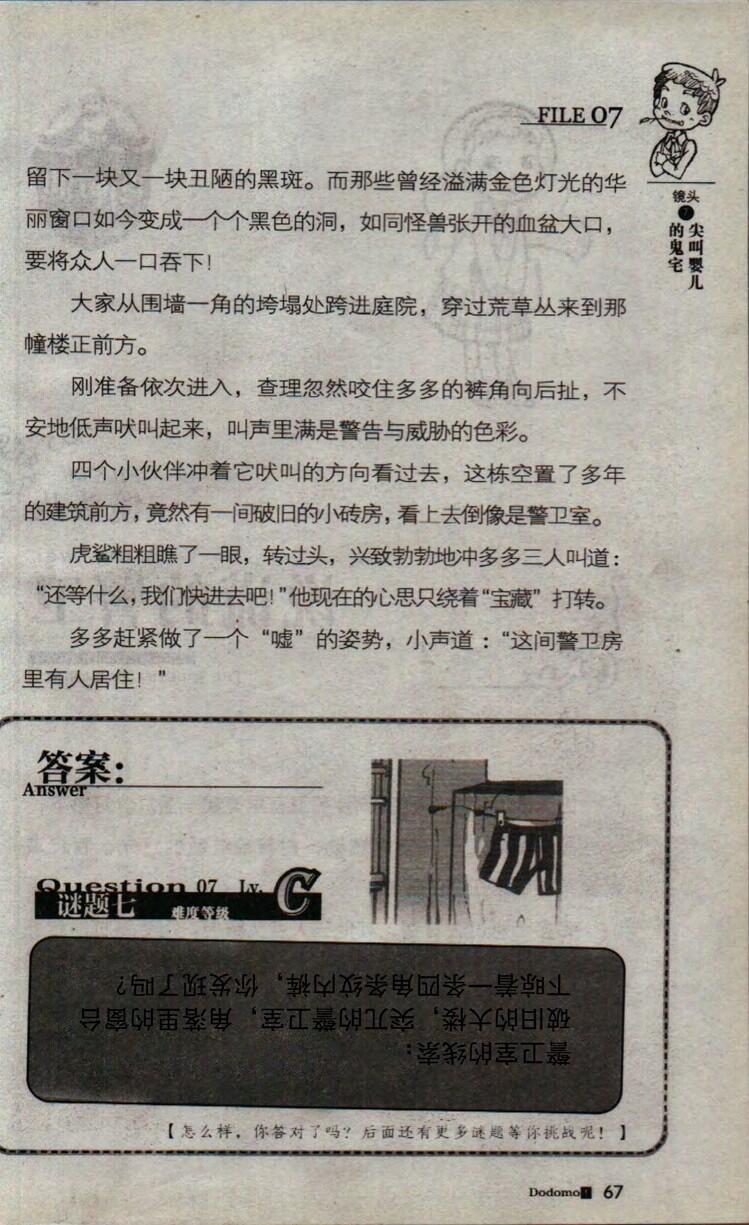 FILE 07
镜头
7
尖叫婴儿
的鬼宅
留下一块又一块丑陋的黑斑。而那些曾经溢满金色灯光的华
丽窗口如今变成一个个黑色的洞，如同怪兽张开的血盆大口，
要将众人一口吞下！
大家从围墙一角的垮塌处跨进庭院，穿过荒草丛来到那
幢楼正前方。
刚准备依次进入，查理忽然咬住多多的裤角向后扯，不
安地低声吠叫起来，叫声里满是警告与威胁的色彩。
四个小伙伴冲着它吠叫的方向看过去，这栋空置了多年
的建筑前方，竟然有一间破旧的小砖房，看上去倒像是警卫室。
虎鲨粗粗瞧了一眼，转过头，兴致勃勃地冲多多三人叫道：
“还等什么，我们快进去吧！”他现在的心思只绕着“宝藏”打转。
多多赶紧做了一个“嘘”的姿势，小声道：“这间警卫房
里有人居住！”
答案：
Answer
Question 07 Lv. C
谜题七 难度等级
警卫室的线索：
破旧的大楼，突兀的警卫室，角落里的窗台
下晾着一条四角条纹内裤，你发现了吗？
【怎么样，你答对了吗？后面还有更多谜题等你挑战呢！】
Dodomo! 67